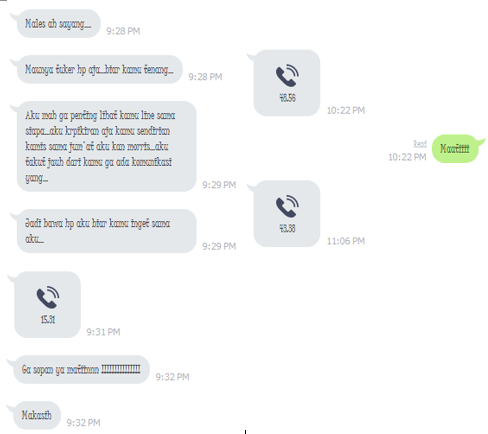 Males ah sayang....
9:28 PM
Maunya tuker hp aja...biar kamu tenang...
9:28 PM
Aku mah ga penting lihat kamu line sama
siapa...aku krpikiran aja kamu sendirian
kamis sama jum'at aku kan morris...aku
takut jauh dari kamu ga ada komunikasi
yang...
9:29 PM
Jadi bawa hp aku biar kamu inget sama
aku...
9:29 PM
15.31
9:31 PM
Ga sopan ya matiinnn !!!!!!!!!!!!!!!!
9:32 PM
Makasih
9:32 PM
48.56
10:22 PM
Read
10:22 PM
43.38
11:06 PM